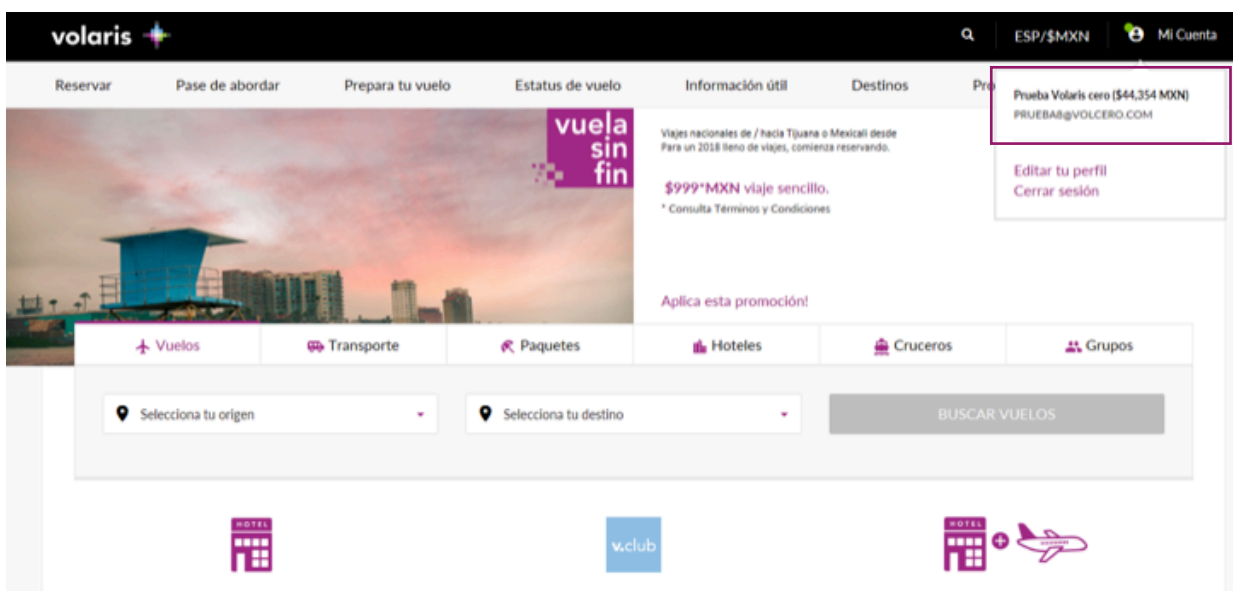 volaris
ESP/$MXN
Mi Cuenta
Reservar
Pase de abordar
Prepara tu vuelo
Estatus de vuelo
Información útil
Destinos
Pro
Prueba Volaris cero ($44,354 MXN)
PRUEBA8@VOLCERO.COM
Editar tu perfil
Cerrar sesión
vuela
sin
fin
Viajes nacionales de / hacia Tijuana o Mexicali desde
Para un 2018 lleno de viajes, comienza reservando.
$999*MXN viaje sencillo.
* Consulta Términos y Condiciones
Aplica esta promoción!
Vuelos
Transporte
Paquetes
Hoteles
Cruceros
Grupos
Selecciona tu origen
Selecciona tu destino
BUSCAR VUELOS
HOTEL
v.club
HOTEL